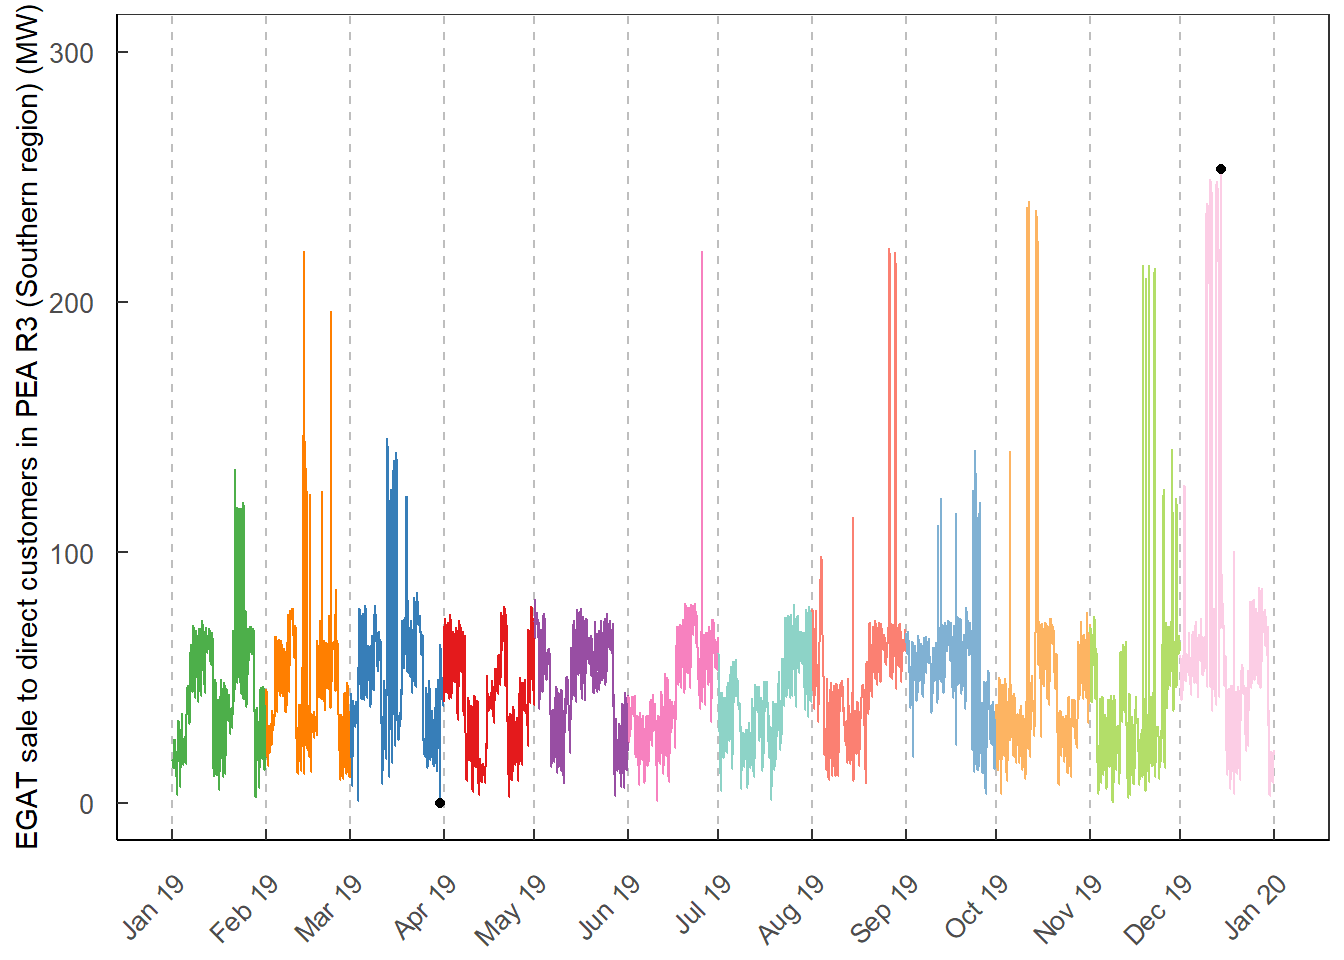 EGAT sale to direct customers in PEA R3 (Southern region) (MW)
300
200
100
0
Jan 19
Feb 19
Mar 19
Apr 19
May 19
Jun 19
Jul 19
Aug 19
Sep 19
Oct 19
Nov 19
Dec 19
Jan 20